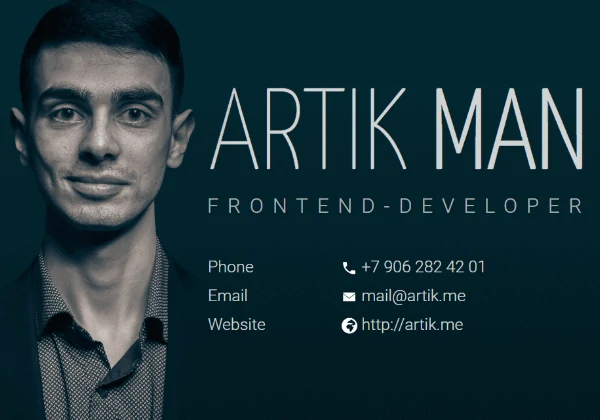 ARTIK MAN
FRONTEND-DEVELOPER
Phone +7 906 282 42 01
Email mail@artik.me
Website http://artik.me